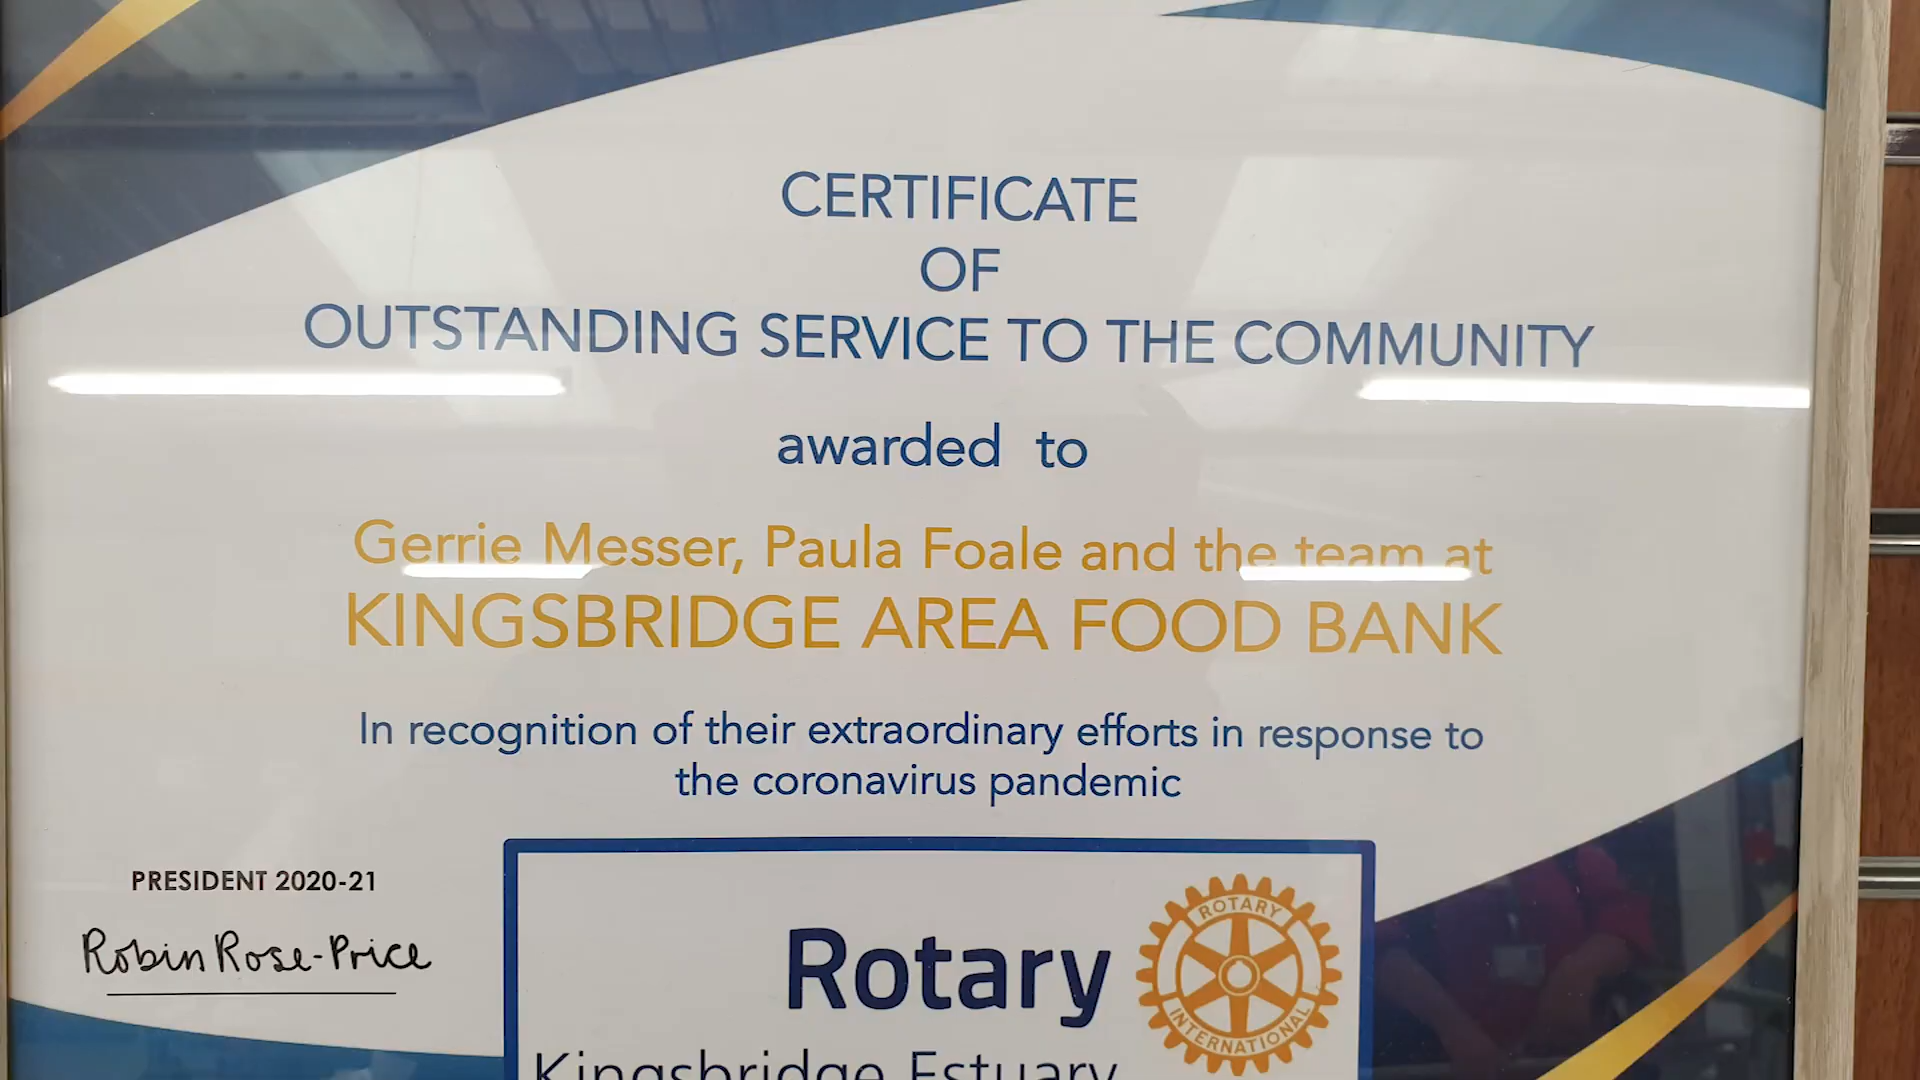 CERTIFICATE
OF
OUTSTANDING SERVICE TO THE COMMUNITY
awarded to
Gerrie Messer, Paula Foale and the team at
KINGSBRIDGE AREA FOOD BANK
In recognition of their extraordinary efforts in response to
the coronavirus pandemic
PRESIDENT 2020-21
Robin Rose-Price
Rotary
ROTARY
INTERNATIONAL
Kingsbridge Estuary